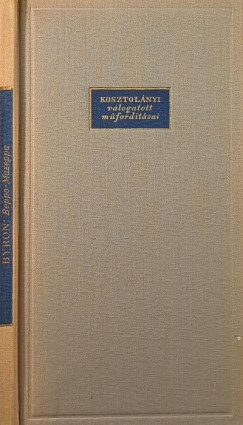 KOSZTOLÁNYI
válogatott
műfordításai
BYRON: Beppo · Mazeppa